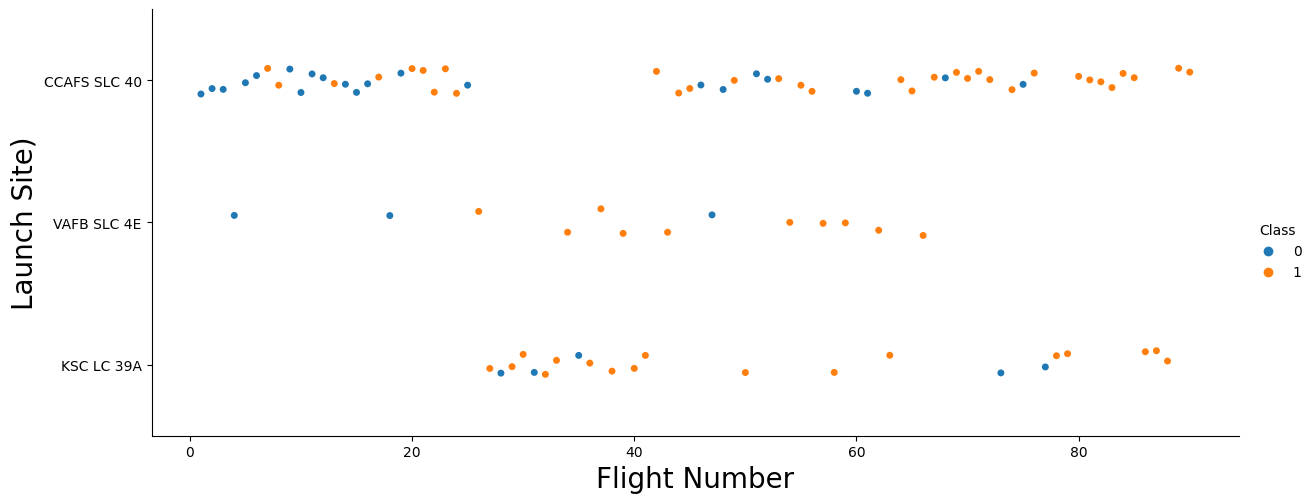 CCAFS SLC 40
VAFB SLC 4E
KSC LC 39A
Launch Site)
0
20
40
60
80
Flight Number
Class
0
1